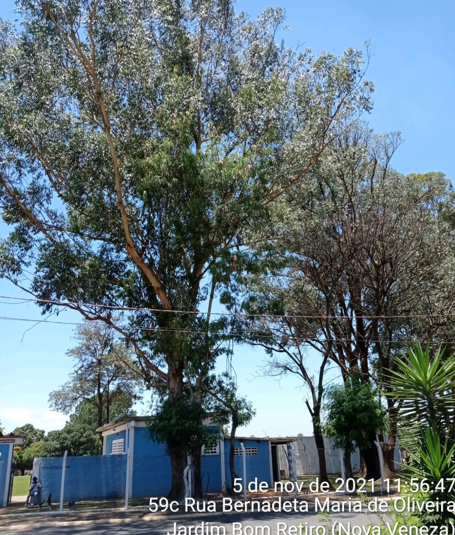 5 de nov. de 2021 11:56:47
59c Rua Bernadeta Maria de Oliveira
Jardim Bom Retiro (Nova Veneza)